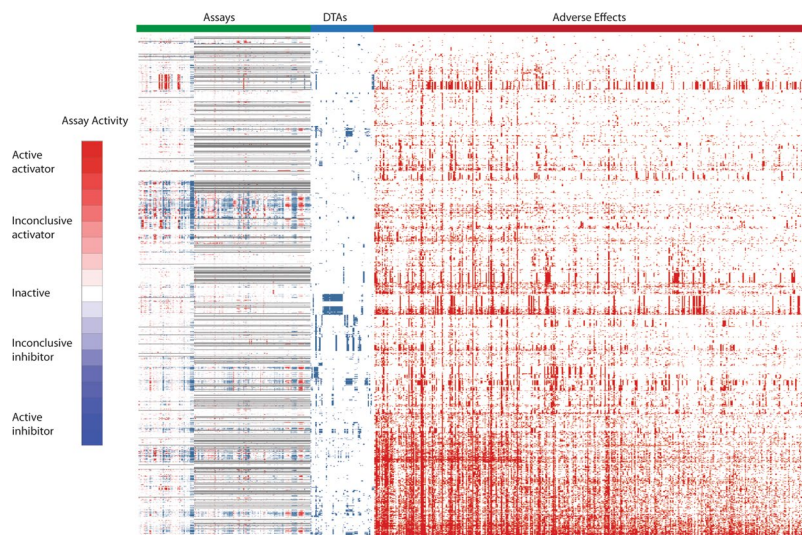 Assays
DTAs
Adverse Effects
Assay Activity
Active
activator
Inconclusive
activator
Inactive
Inconclusive
inhibitor
Active
inhibitor